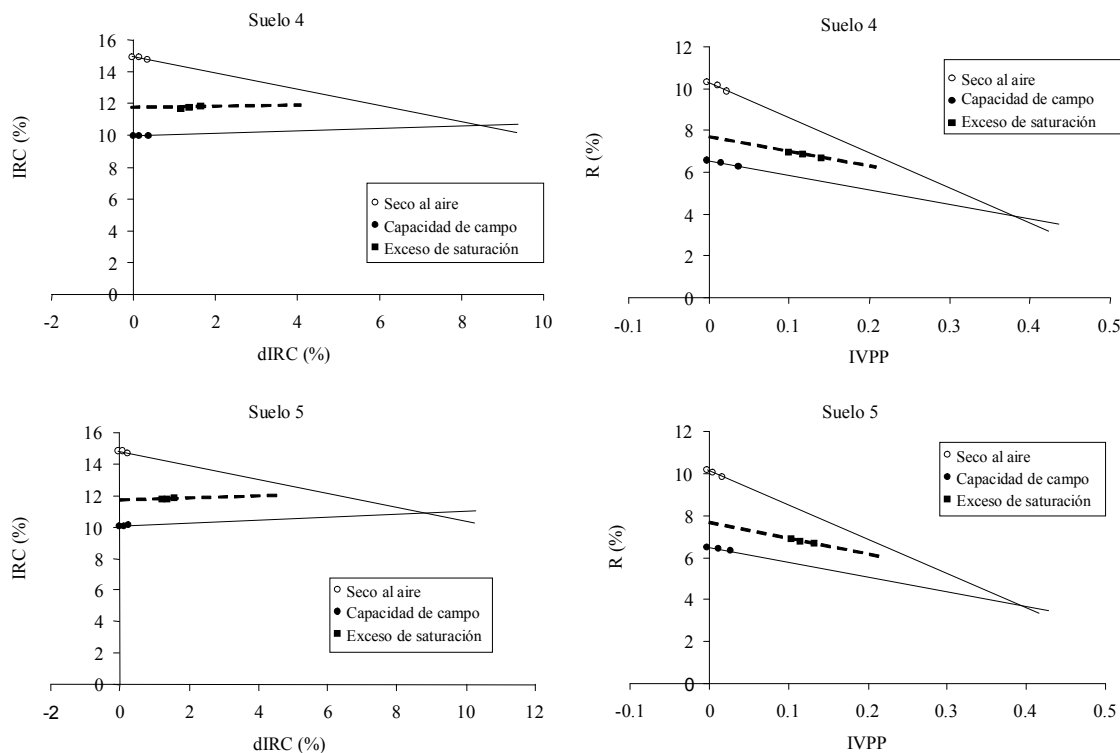 Suelo 4
16
14
12
10
8
6
4
2
0
IRC (%)
-2
0
2
4
6
8
10
dIRC (%)
Seco al aire
Capacidad de campo
Exceso de saturación
Suelo 4
12
10
8
6
4
2
0
R (%)
-0.1
0
0.1
0.2
0.3
0.4
0.5
IVPP
Seco al aire
Capacidad de campo
Exceso de saturación
Suelo 5
16
14
12
10
8
6
4
2
0
IRC (%)
-2
0
2
4
6
8
10
12
dIRC (%)
Seco al aire
Capacidad de campo
Exceso de saturación
Suelo 5
12
10
8
6
4
2
0
R (%)
-0.1
0
0.1
0.2
0.3
0.4
0.5
IVPP
Seco al aire
Capacidad de campo
Exceso de saturación